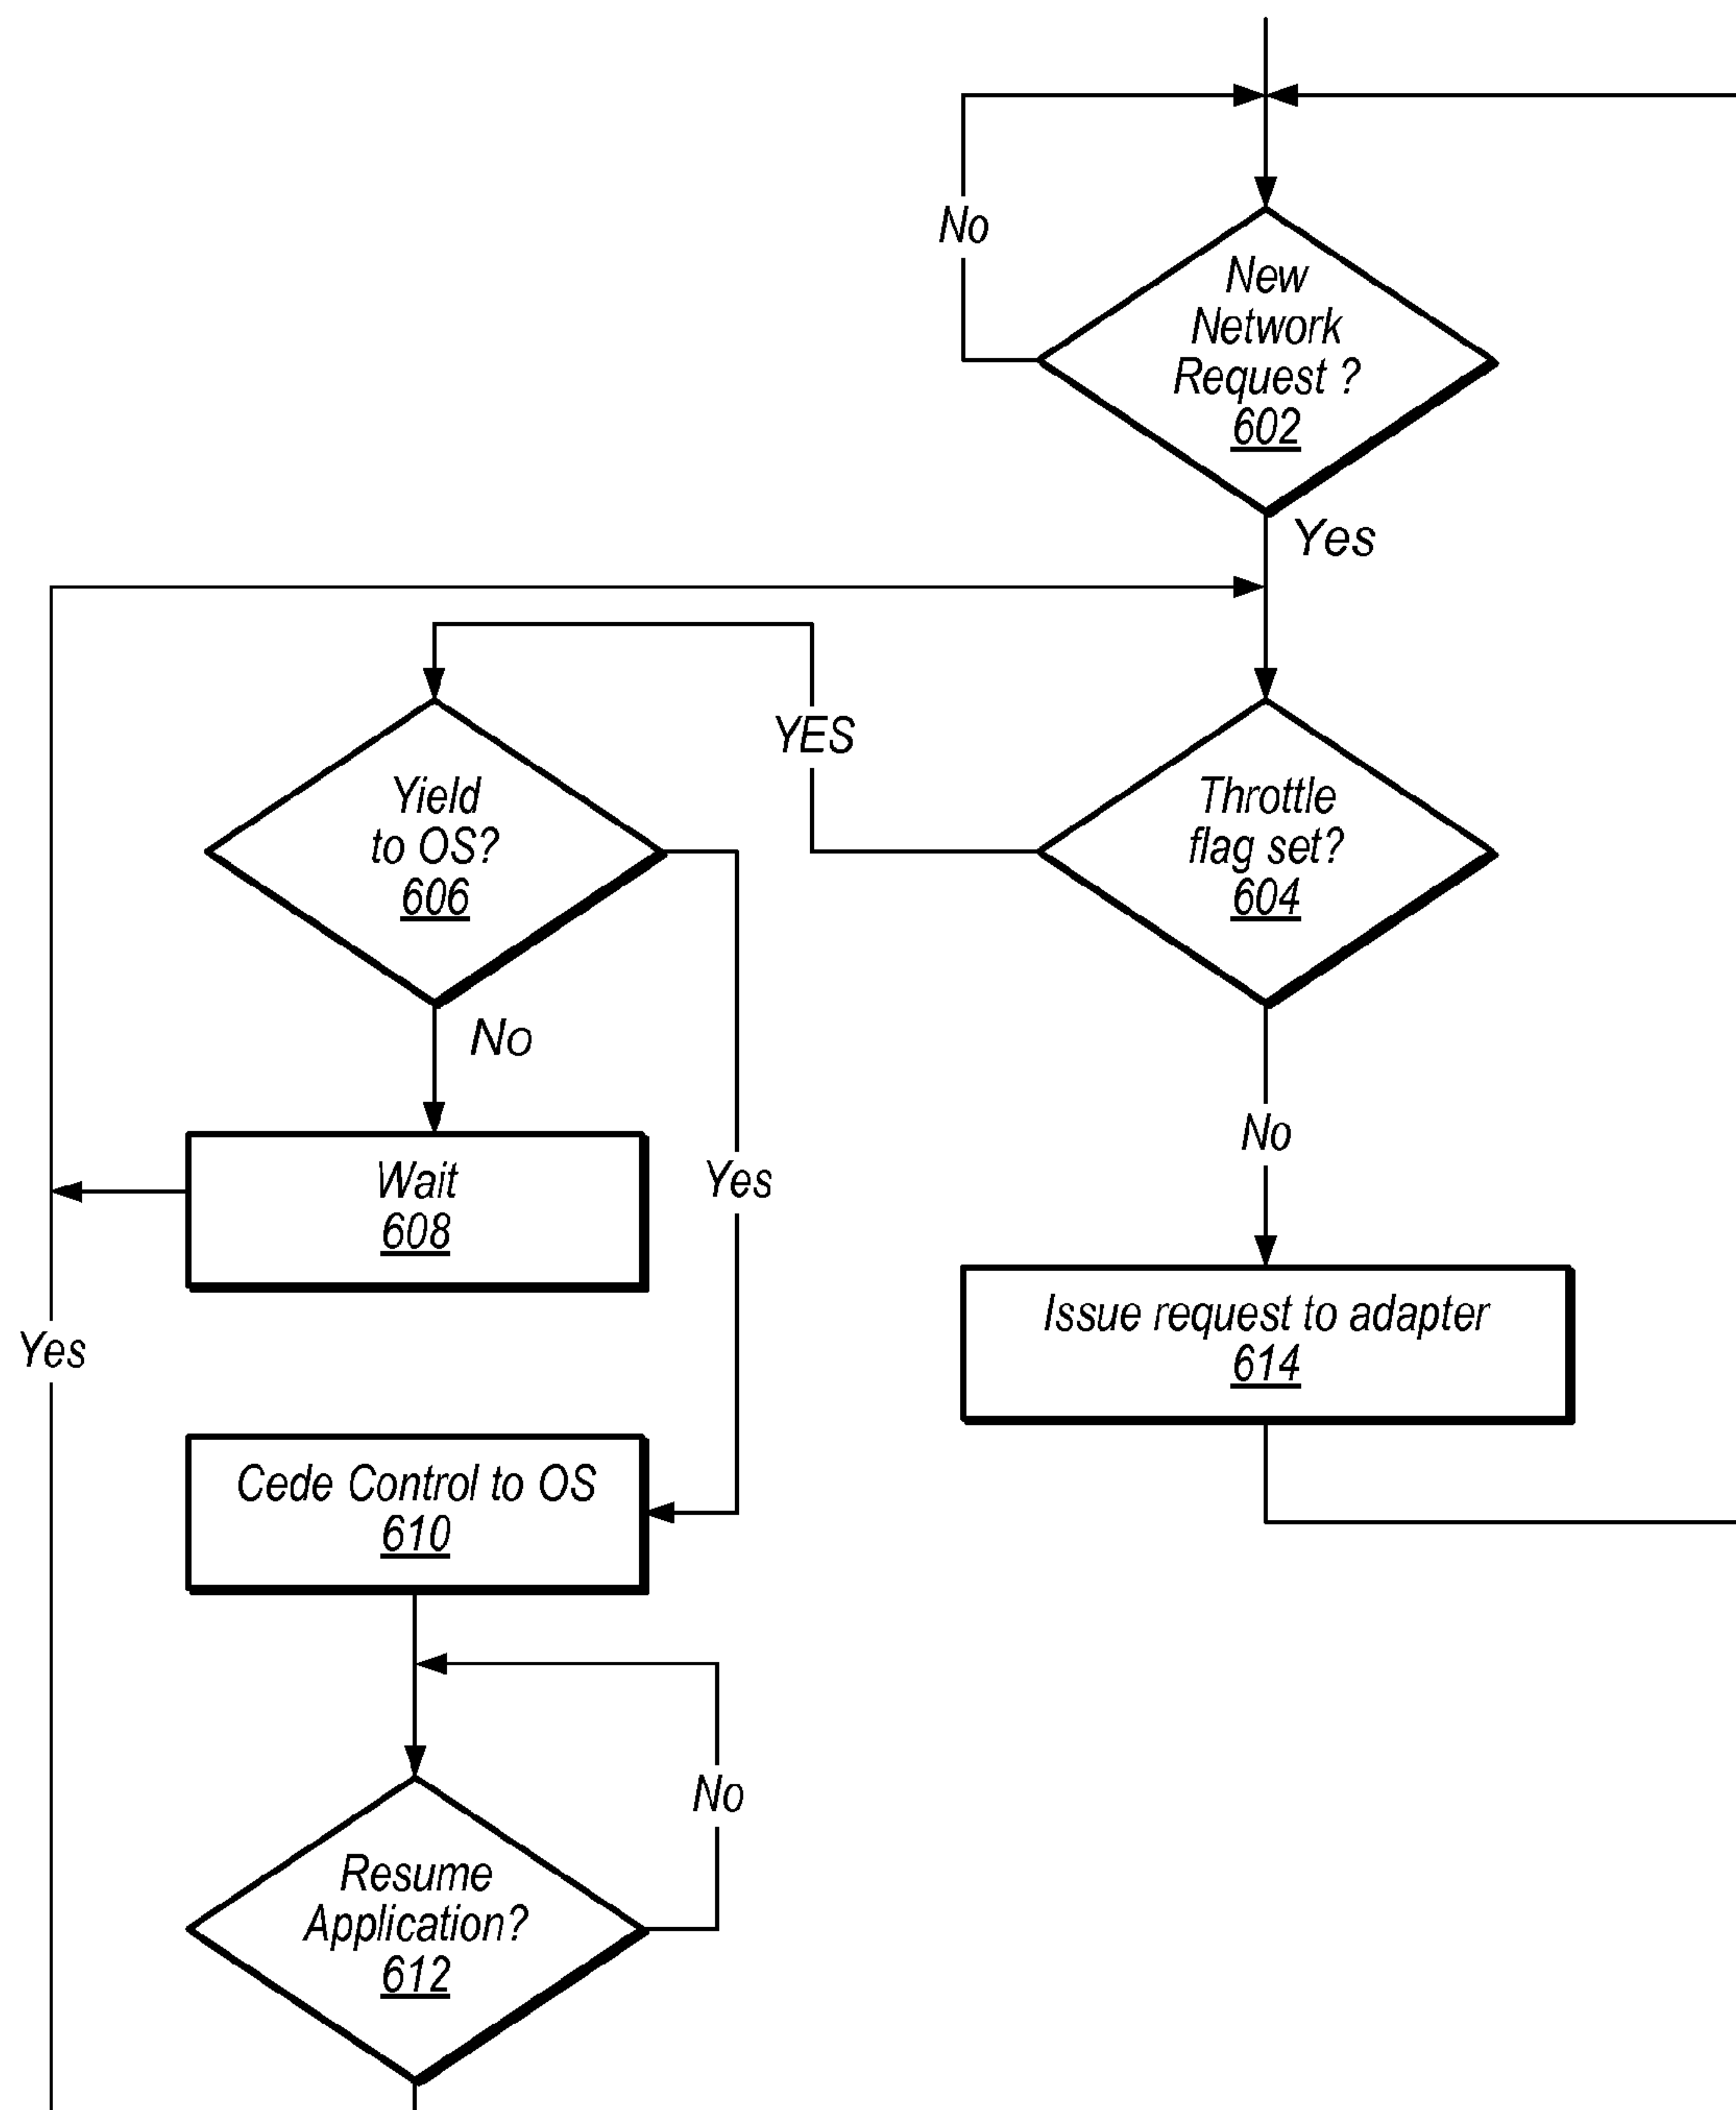 No
New
Network
Request ?
602
Yes
YES
Yield
to OS?
606
Throttle
flag set?
604
No
No
Wait
608
Yes
Yes
Issue request to adapter
614
Cede Control to OS
610
No
Resume
Application?
612